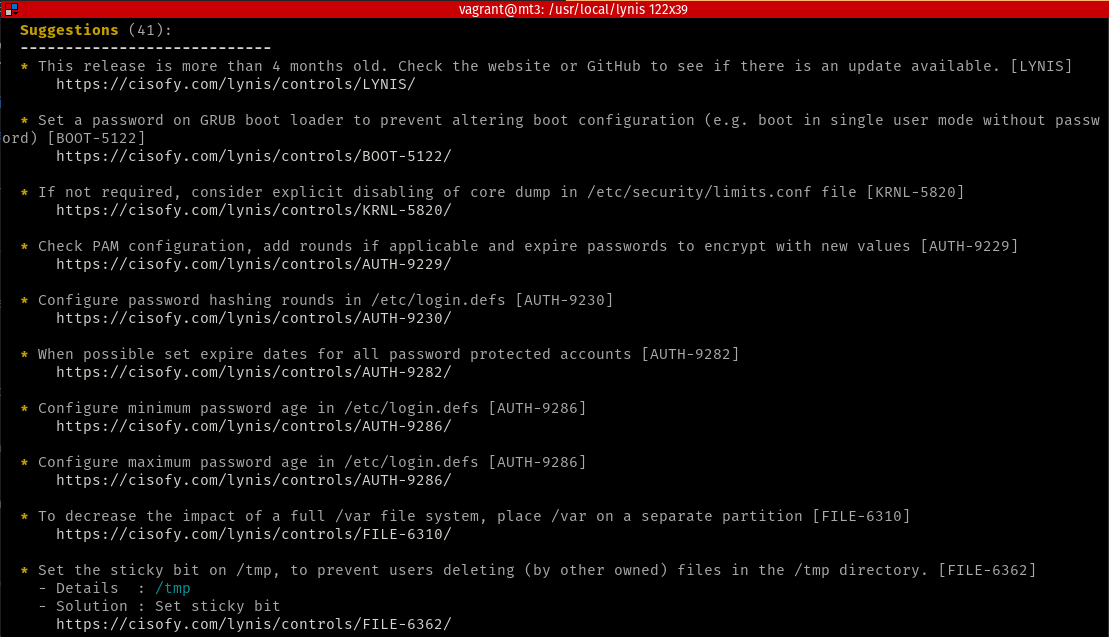 vagrant@mt3: /usr/local/lynis 122x39
Suggestions (41):
----------------------------
* This release is more than 4 months old. Check the website or GitHub to see if there is an update available. [LYNIS]
https://cisofy.com/lynis/controls/LYNIS/
* Set a password on GRUB boot loader to prevent altering boot configuration (e.g. boot in single user mode without passw
ord) [BOOT-5122]
https://cisofy.com/lynis/controls/BOOT-5122/
* If not required, consider explicit disabling of core dump in /etc/security/limits.conf file [KRNL-5820]
https://cisofy.com/lynis/controls/KRNL-5820/
* Check PAM configuration, add rounds if applicable and expire passwords to encrypt with new values [AUTH-9229]
https://cisofy.com/lynis/controls/AUTH-9229/
* Configure password hashing rounds in /etc/login.defs [AUTH-9230]
https://cisofy.com/lynis/controls/AUTH-9230/
* When possible set expire dates for all password protected accounts [AUTH-9282]
https://cisofy.com/lynis/controls/AUTH-9282/
* Configure minimum password age in /etc/login.defs [AUTH-9286]
https://cisofy.com/lynis/controls/AUTH-9286/
* Configure maximum password age in /etc/login.defs [AUTH-9286]
https://cisofy.com/lynis/controls/AUTH-9286/
* To decrease the impact of a full /var file system, place /var on a separate partition [FILE-6310]
https://cisofy.com/lynis/controls/FILE-6310/
* Set the sticky bit on /tmp, to prevent users deleting (by other owned) files in the /tmp directory. [FILE-6362]
- Details  : /tmp
- Solution : Set sticky bit
https://cisofy.com/lynis/controls/FILE-6362/